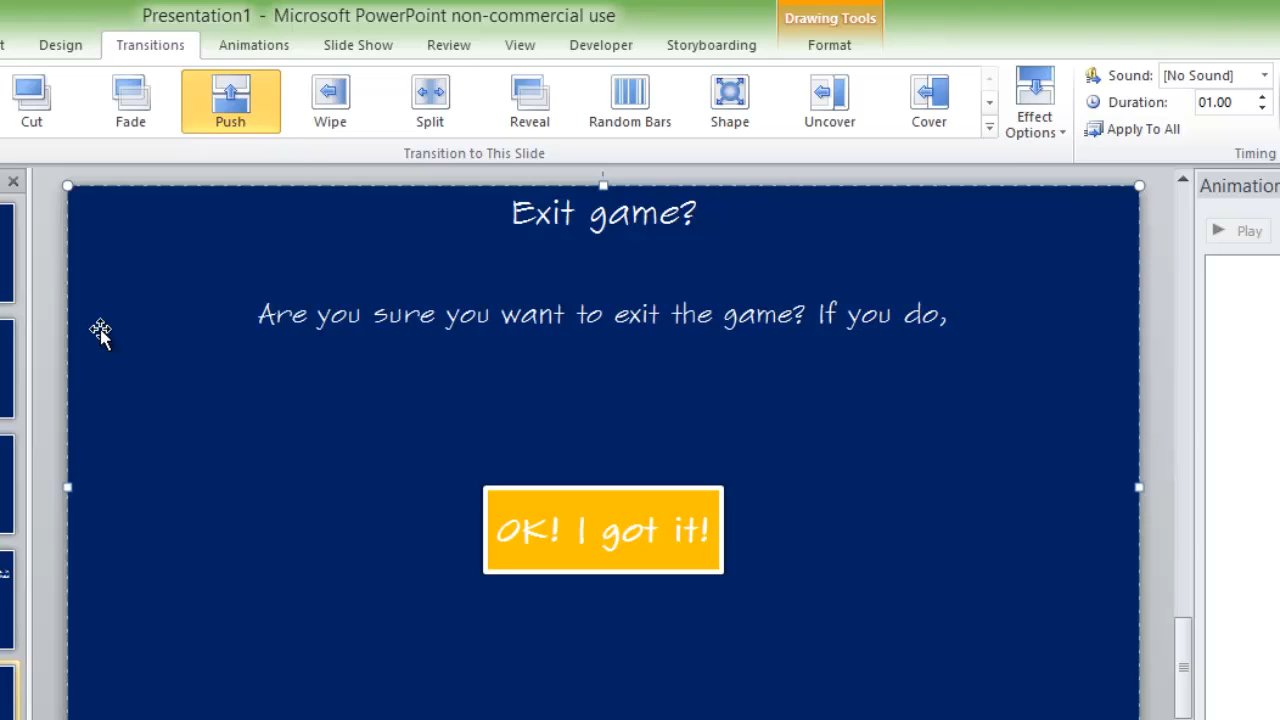 Presentation1 - Microsoft PowerPoint non-commercial use
Drawing Tools
Design Transitions Animations Slide Show Review View Developer Storyboarding Format
Cut Fade Push Wipe Split Reveal Random Bars Shape Uncover Cover
Effect Options
Sound: [No Sound]
Duration: 01.00
Apply To All
Transition to This Slide
Timing
Play
Exit game?
Are you sure you want to exit the game? If you do,
OK! I got it!